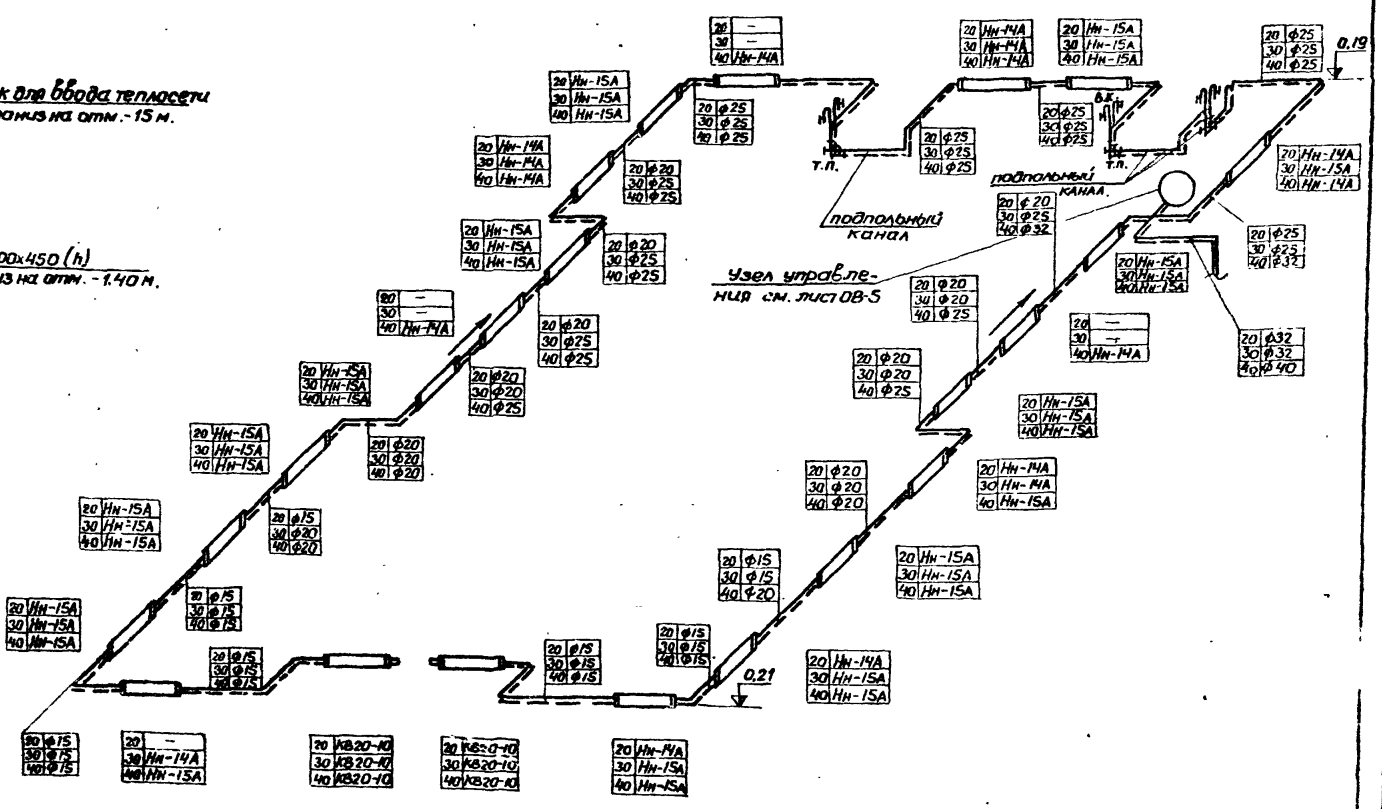 к для ввода теплосети
низ на отм. -15 м.
00х450 (h)
из на отм. -1.40 м.
20 —
30 —
40 Нн-14А
20 Нн-14А
30 Нн-14А
40 Нн-14А
20 Нн-15А
30 Нн-15А
40 Нн-15А
20 ф25
30 ф25
40 ф25
0.19
20 Нн-15А
30 Нн-15А
40 Нн-15А
20 ф25
30 ф25
40 ф25
В.К.
20 ф25
30 ф25
40 ф25
20 ф25
30 ф25
40 ф25
20 Нн-14А
30 Нн-14А
40 Нн-14А
Т.П.
Т.П.
20 Нн-14А
30 Нн-15А
40 Нн-14А
20 ф20
30 ф25
40 ф25
подпольный
канал.
20 ф20
30 ф25
40 ф32
подпольный
канал
20 Нн-15А
30 Нн-15А
40 Нн-15А
20 ф20
30 ф25
40 ф25
20 ф25
30 ф25
40 ф32
Узел управле-
ния см. лист ОВ-5
20 Нн-15А
30 Нн-15А
40 Нн-15А
20 ф20
30 ф20
40 ф25
20 —
30 —
40 Нн-14А
20 ф20
30 ф25
40 ф25
20 —
30 —
40 Нн-14А
20 ф32
30 ф32
40 ф40
20 Нн-15А
30 Нн-15А
40 Нн-15А
20 ф20
30 ф20
40 ф25
20 ф20
30 ф20
40 ф25
20 Нн-15А
30 Нн-15А
40 Нн-15А
20 Нн-15А
30 Нн-15А
40 Нн-15А
20 ф20
30 ф20
40 ф20
20 ф20
30 ф20
40 ф20
20 Нн-14А
30 Нн-14А
40 Нн-15А
20 Нн-15А
30 Нн-15А
40 Нн-15А
20 ф15
30 ф20
40 ф20
20 ф15
30 ф15
40 ф20
20 Нн-15А
30 Нн-15А
40 Нн-15А
20 Нн-15А
30 Нн-15А
40 Нн-15А
20 ф15
30 ф15
40 ф15
20 ф15
30 ф15
40 ф15
20 ф15
30 ф15
40 ф15
20 ф15
30 ф15
40 ф15
0.21
20 Нн-14А
30 Нн-15А
40 Нн-15А
20 ф15
30 ф15
40 ф15
20 —
30 Нн-14А
40 Нн-15А
20 КВ20-10
30 КВ20-10
40 КВ20-10
20 КВ20-10
30 КВ20-10
40 КВ20-10
20 Нн-14А
30 Нн-15А
40 Нн-15А